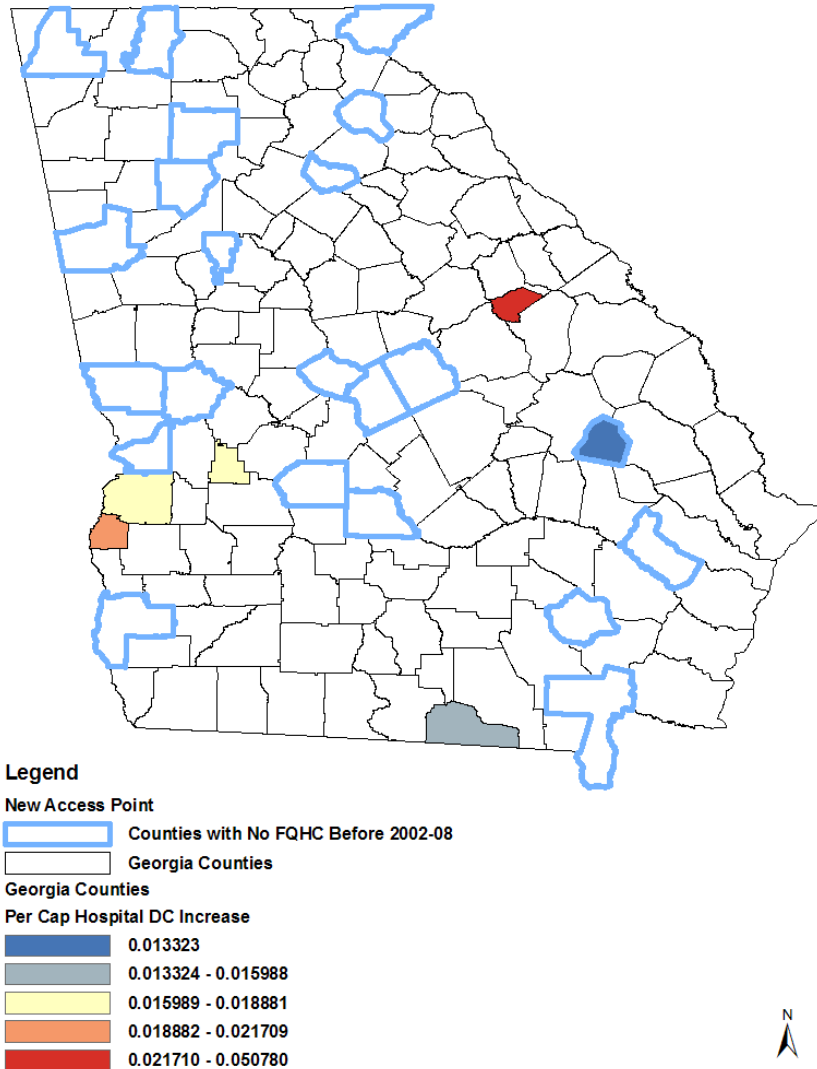 Legend
New Access Point
Counties with No FQHC Before 2002-08
Georgia Counties
Georgia Counties
Per Cap Hospital DC Increase
0.013323
0.013324 - 0.015988
0.015989 - 0.018881
0.018882 - 0.021709
0.021710 - 0.050780
N